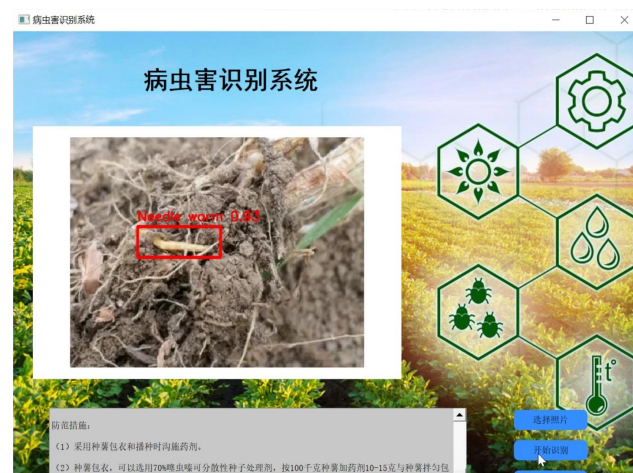 病虫害识别系统
病虫害识别系统
Needle worm 0.83
t°
防范措施：
选择照片
（1）采用种薯包衣和播种时沟施药剂。
开始识别
（2）种薯包衣，可以选用70%噻虫嗪可分散性种子处理剂，按100千克种薯加药剂10-15克与种薯拌匀包